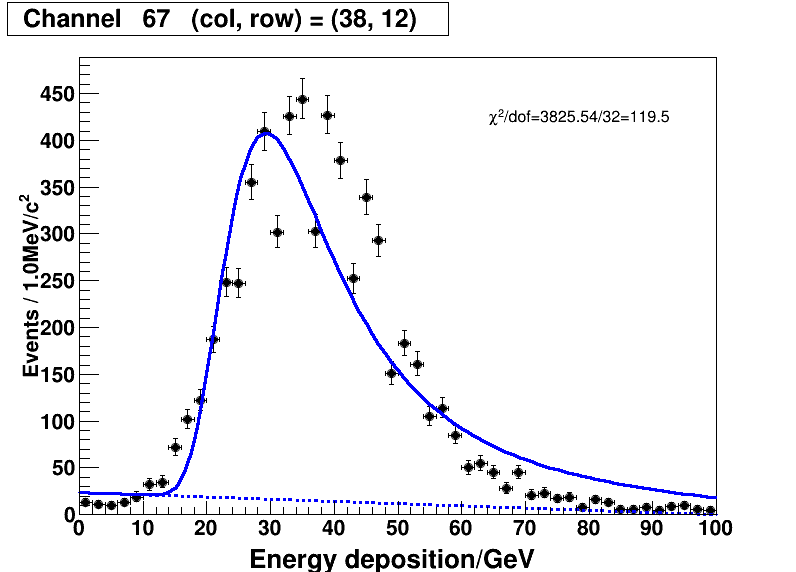 Channel 67 (col, row) = (38, 12)
χ²/dof=3825.54/32=119.5
Events / 1.0MeV/c²
450
400
350
300
250
200
150
100
50
0
0 10 20 30 40 50 60 70 80 90 100
Energy deposition/GeV